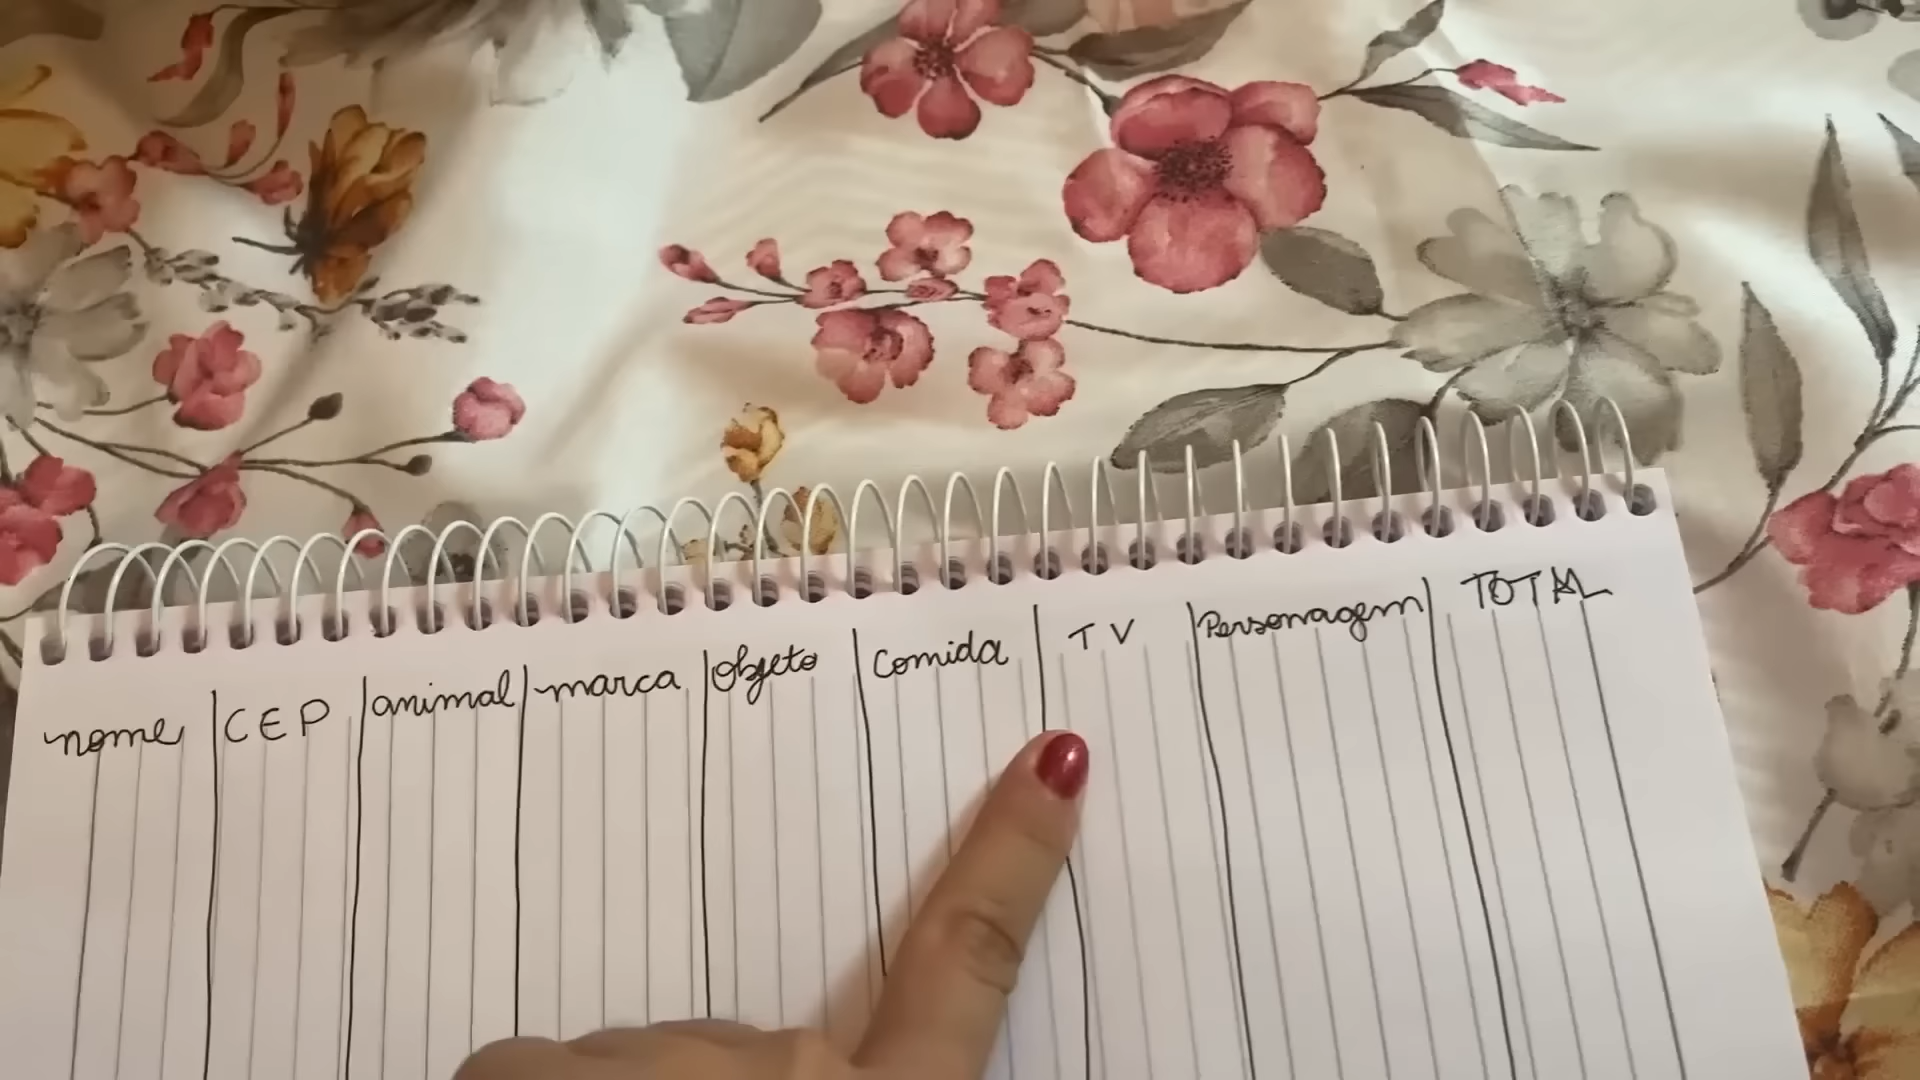 nome | CEP | animal | marca | Objeto | Comida | TV | Personagem | TOTAL